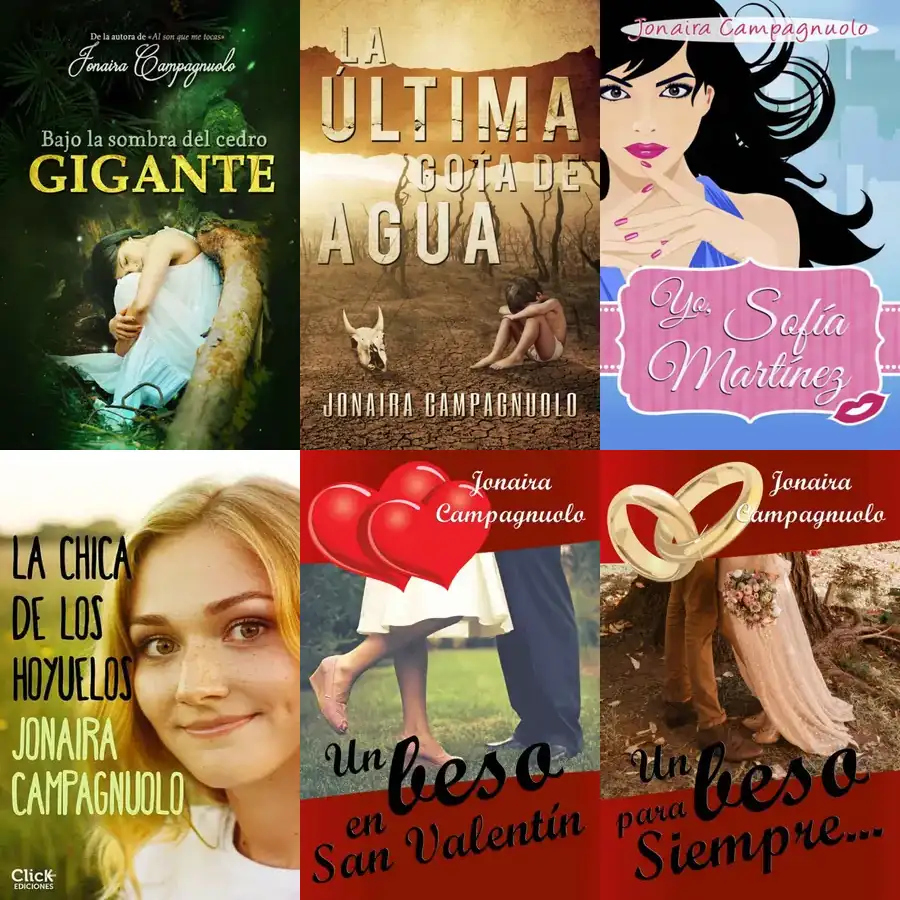 De la autora de «Al son que me tocas»
Jonaira Campagnuolo
Bajo la sombra del cedro
GIGANTE
LA
ÚLTIMA
GOTA DE
AGUA
JONAIRA CAMPAGNUOLO
Jonaira Campagnuolo
Yo, Sofía
Martínez
LA CHICA
DE LOS
HOYUELOS
JONAIRA
CAMPAGNUOLO
Click
EDICIONES
Jonaira
Campagnuolo
Un beso
en
San Valentín
Jonaira
Campagnuolo
Un beso
para
Siempre...